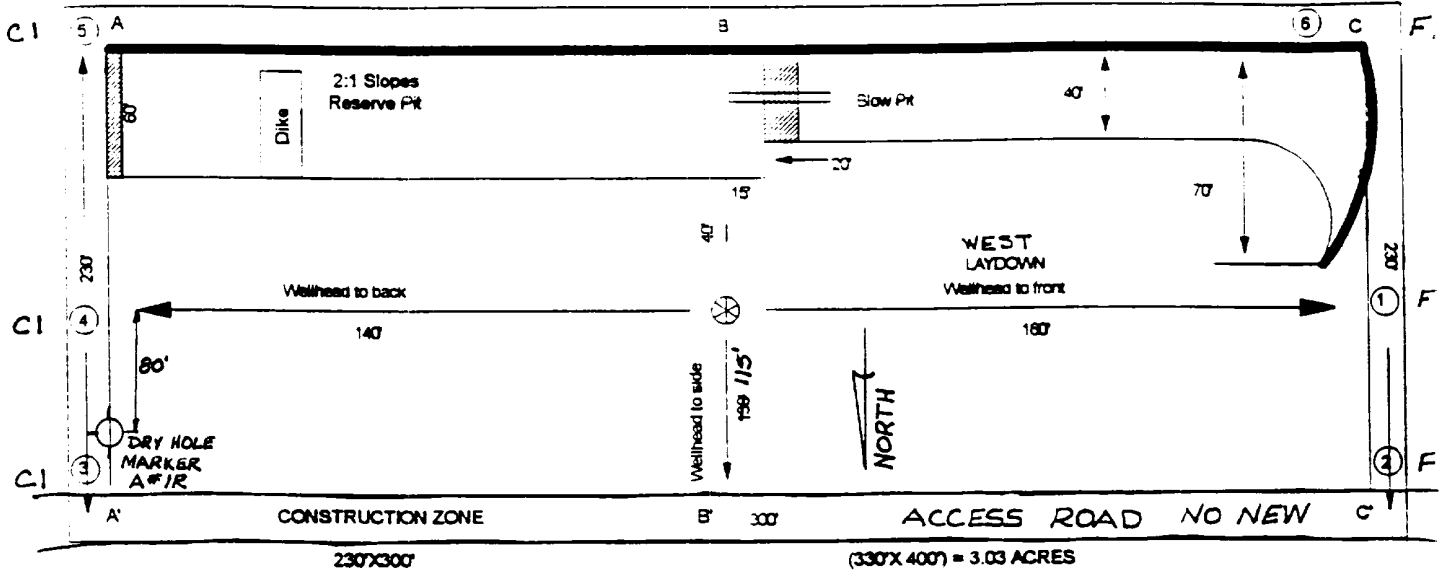 C1 5 A B 6 C F.
2:1 Slopes
Reserve Pit
60'
Dike
Blow Pit
40'
20'
70'
15'
40'
WEST
LAYDOWN
230'
230'
Wellhead to back
Wellhead to front
C1 4 1 F
140'
180'
80'
Wellhead to side
115'
NORTH
DRY HOLE
MARKER
A#1R
C1 3 2 F
A' CONSTRUCTION ZONE B' 300' ACCESS ROAD NO NEW C'
230'X300' (330'X 400') = 3.03 ACRES